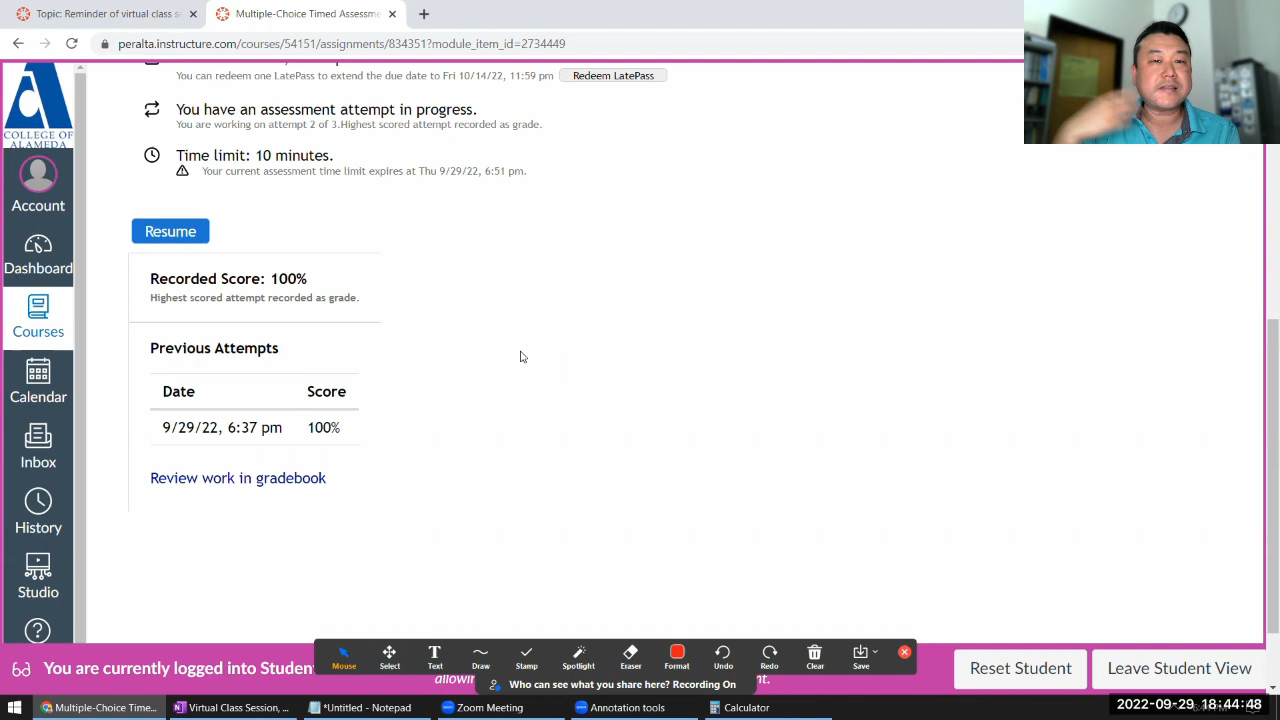 Topic: Reminder of virtual class s
Multiple-Choice Timed Assessme
peralta.instructure.com/courses/54151/assignments/834351?module_item_id=2734449
You can redeem one LatePass to extend the due date to Fri 10/14/22, 11:59 pm
Redeem LatePass
You have an assessment attempt in progress.
You are working on attempt 2 of 3.Highest scored attempt recorded as grade.
Time limit: 10 minutes.
Your current assessment time limit expires at Thu 9/29/22, 6:51 pm.
Resume
Recorded Score: 100%
Highest scored attempt recorded as grade.
Previous Attempts
Date Score
9/29/22, 6:37 pm 100%
Review work in gradebook
COLLEGE OF
ALAMEDA
Account
Dashboard
Courses
Calendar
Inbox
History
Studio
You are currently logged into Studen
Mouse Select Text Draw Stamp Spotlight Eraser Format Undo Redo Clear Save
Who can see what you share here? Recording On
Reset Student
Leave Student View
Multiple-Choice Time...
Virtual Class Session, ...
*Untitled - Notepad
Zoom Meeting
Annotation tools
Calculator
2022-09-29 18:44:48